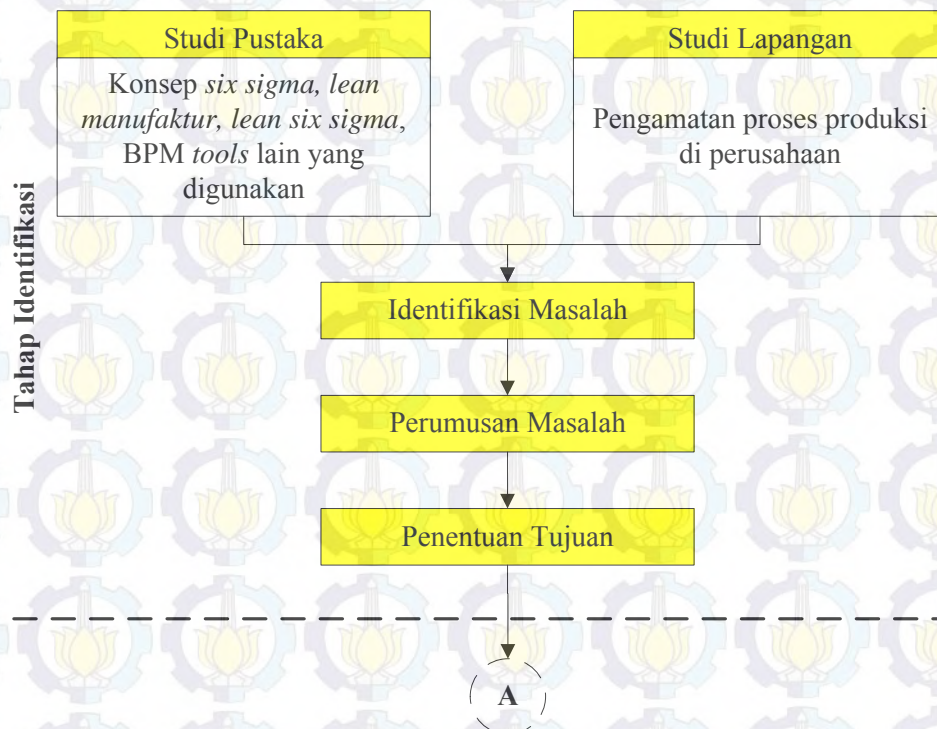 Studi Pustaka
Konsep six sigma, lean
manufaktur, lean six sigma,
BPM tools lain yang
digunakan
Studi Lapangan
Pengamatan proses produksi
di perusahaan
Tahap Identifikasi
Identifikasi Masalah
Perumusan Masalah
Penentuan Tujuan
A